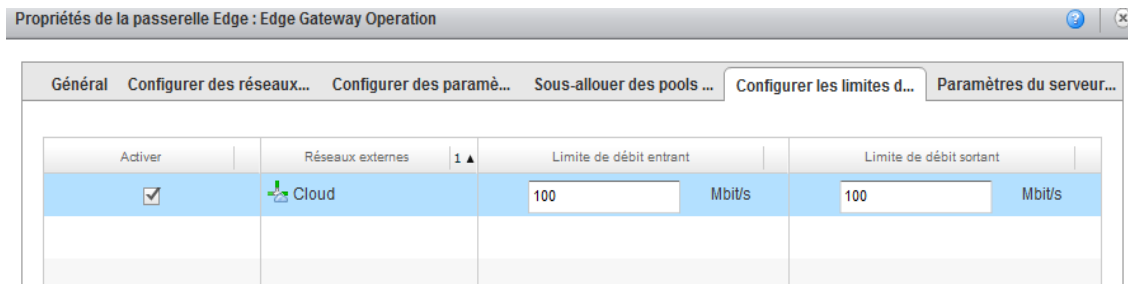 Propriétés de la passerelle Edge : Edge Gateway Operation
Général Configurer des réseaux... Configurer des paramè... Sous-allouer des pools ... Configurer les limites d... Paramètres du serveur...
Activer Réseaux externes 1 ▲ Limite de débit entrant Limite de débit sortant
Cloud 100 Mbit/s 100 Mbit/s